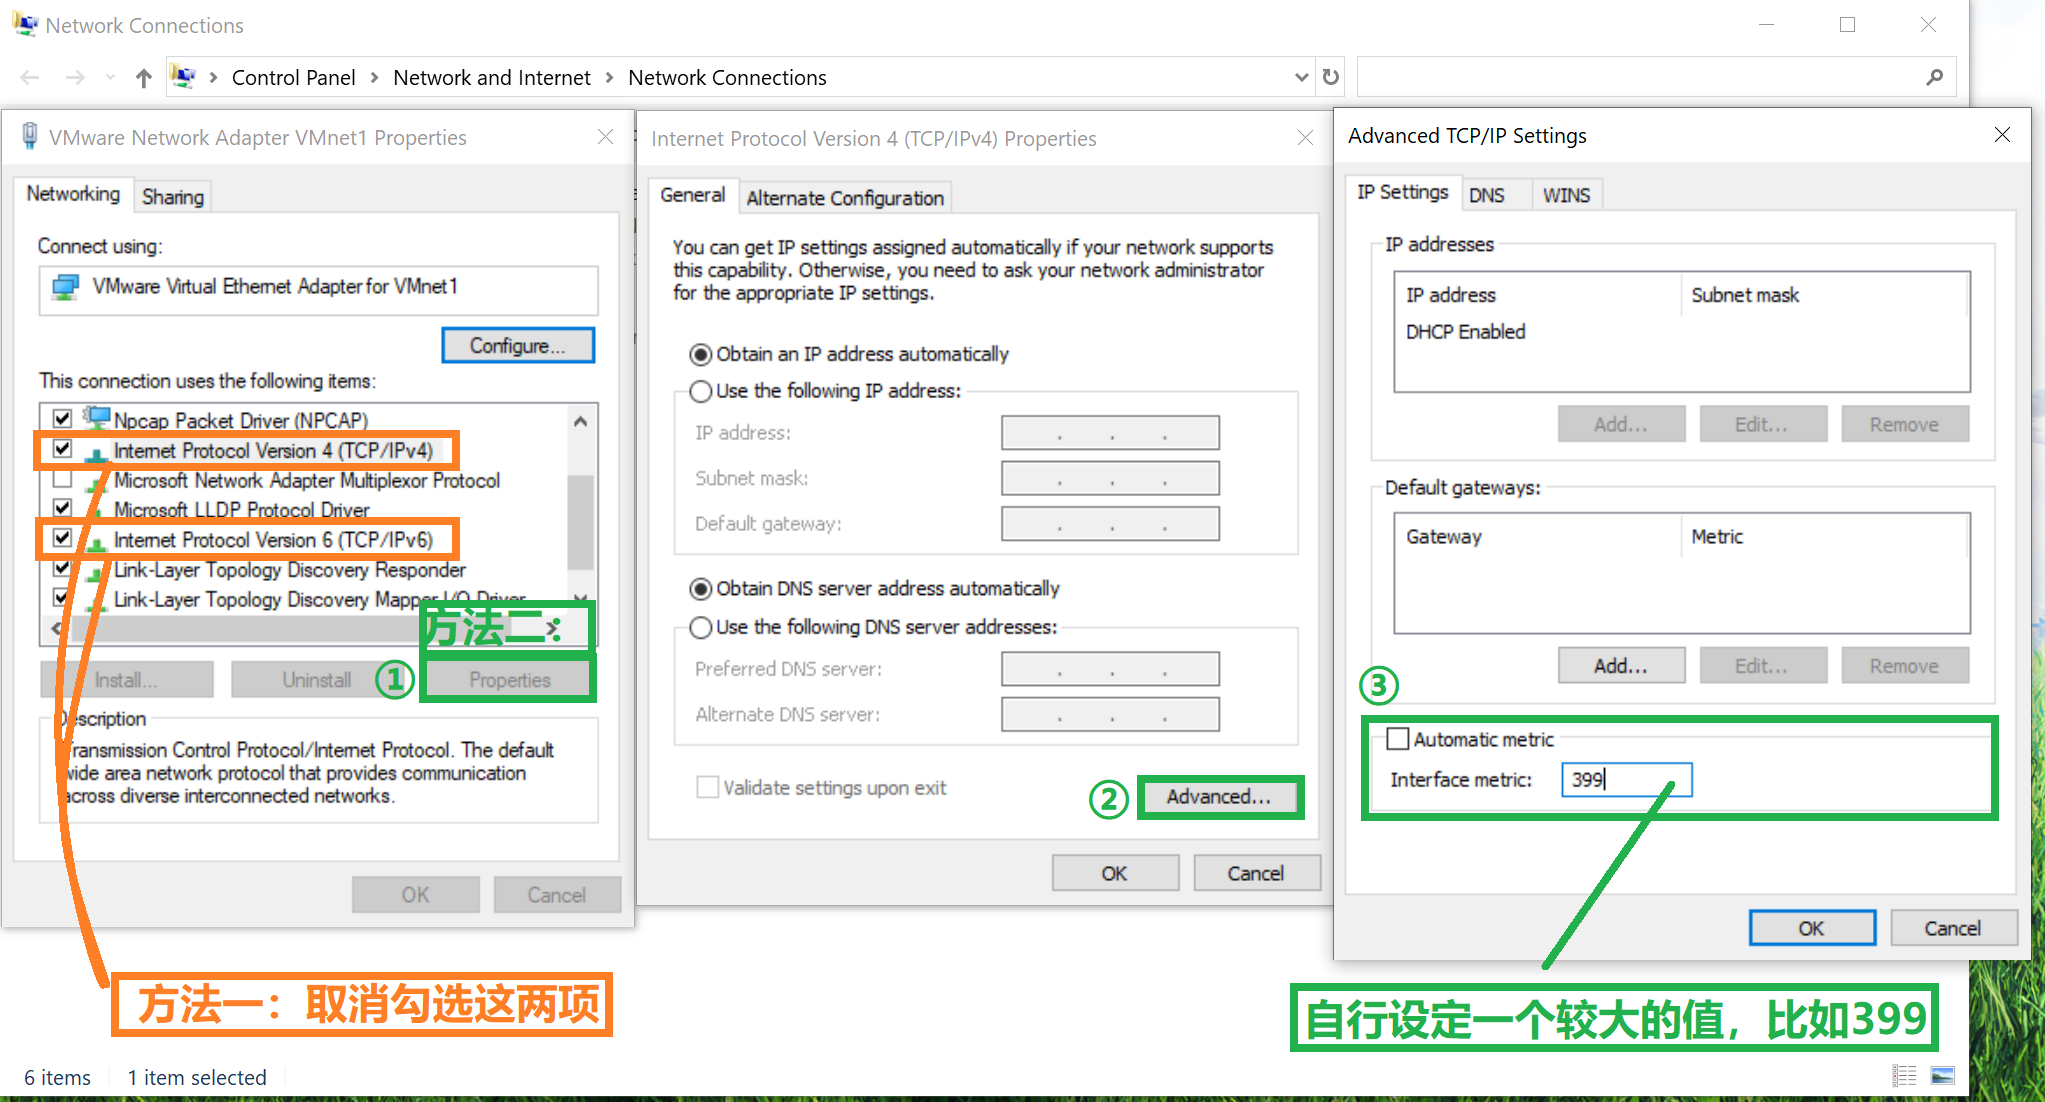 Network Connections
Control Panel > Network and Internet > Network Connections
VMware Network Adapter VMnet1 Properties
Networking
Sharing
Connect using:
VMware Virtual Ethernet Adapter for VMnet1
Configure...
This connection uses the following items:
Npcap Packet Driver (NPCAP)
Internet Protocol Version 4 (TCP/IPv4)
Microsoft Network Adapter Multiplexor Protocol
Microsoft LLDP Protocol Driver
Internet Protocol Version 6 (TCP/IPv6)
Link-Layer Topology Discovery Responder
Link-Layer Topology Discovery Mapper I/O Driver
方法二：
Install...
Uninstall
①
Properties
Description
Transmission Control Protocol/Internet Protocol. The default
wide area network protocol that provides communication
across diverse interconnected networks.
OK
Cancel
方法一：取消勾选这两项
6 items
1 item selected
Internet Protocol Version 4 (TCP/IPv4) Properties
General
Alternate Configuration
You can get IP settings assigned automatically if your network supports
this capability. Otherwise, you need to ask your network administrator
for the appropriate IP settings.
Obtain an IP address automatically
Use the following IP address:
IP address:
Subnet mask:
Default gateway:
Obtain DNS server address automatically
Use the following DNS server addresses:
Preferred DNS server:
Alternate DNS server:
Validate settings upon exit
②
Advanced...
OK
Cancel
Advanced TCP/IP Settings
IP Settings
DNS
WINS
IP addresses
IP address
Subnet mask
DHCP Enabled
Add...
Edit...
Remove
Default gateways:
Gateway
Metric
Add...
Edit...
Remove
③
Automatic metric
Interface metric:
399
OK
Cancel
自行设定一个较大的值，比如399